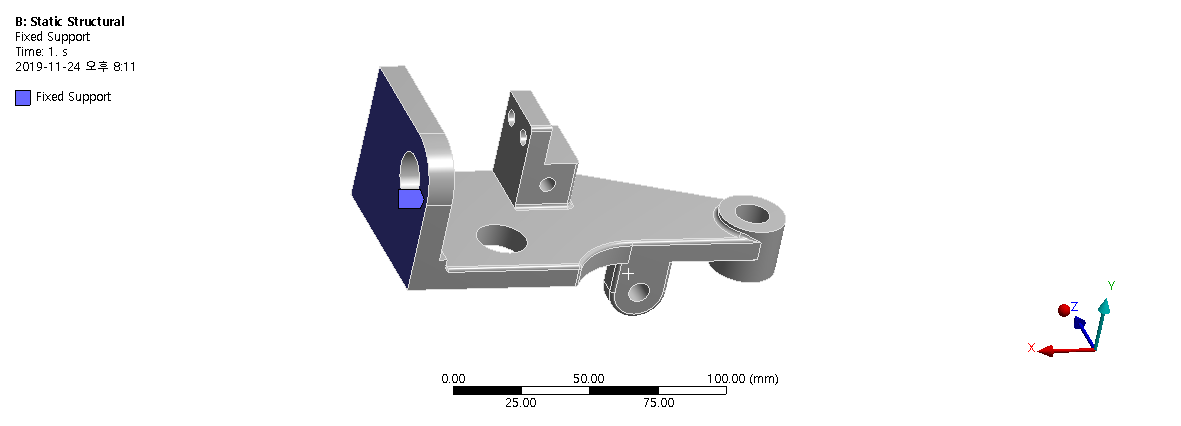 B: Static Structural
Fixed Support
Time: 1. s
2019-11-24 오후 8:11
Fixed Support
Y
Z
X
0.00 50.00 100.00 (mm)
25.00 75.00